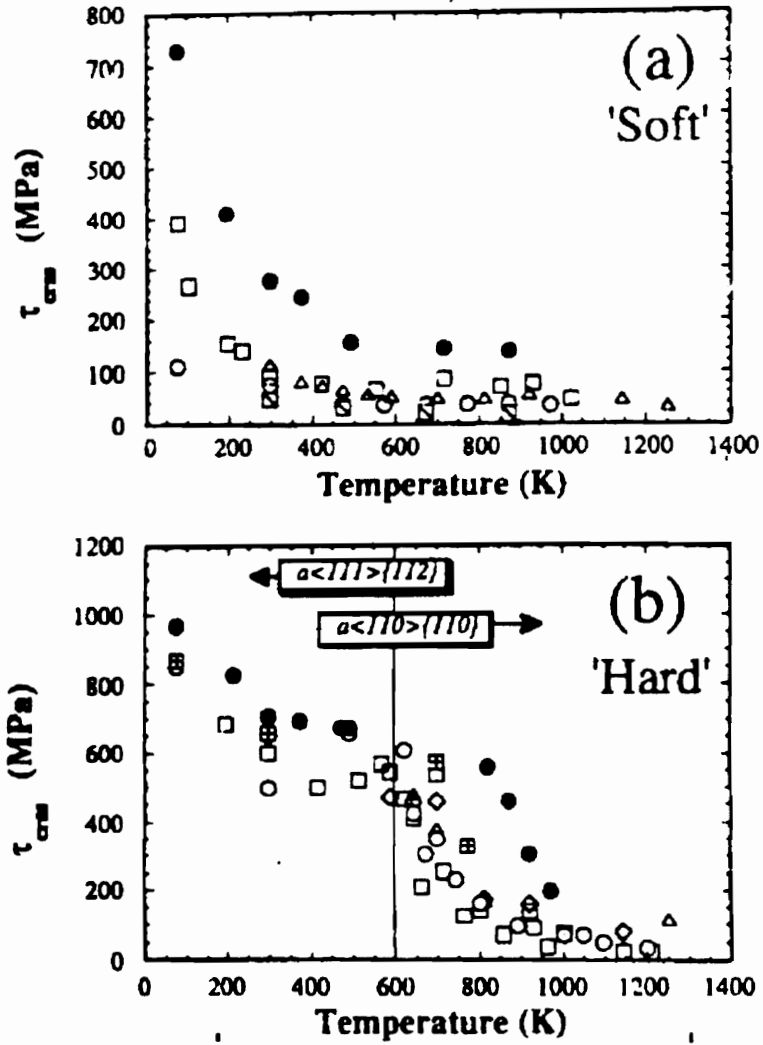 800
700
600
500
400
300
200
100
0
(a)
'Soft'
(MPa)
0 200 400 600 800 1000 1200 1400
Temperature (K)
1200
1000
800
600
400
200
0
a<111>{112}
a<110>{110}
(b)
'Hard'
τcrss (MPa)
0 200 400 600 800 1000 1200 1400
Temperature (K)